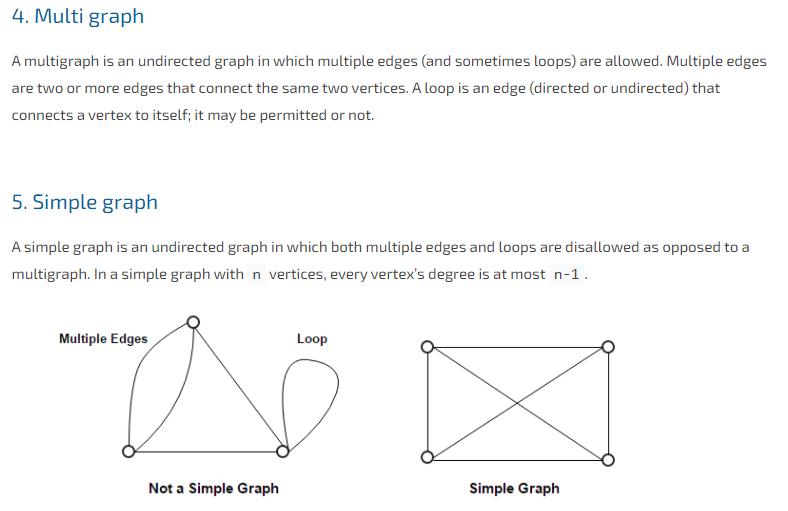 4. Multi graph
A multigraph is an undirected graph in which multiple edges (and sometimes loops) are allowed. Multiple edges
are two or more edges that connect the same two vertices. A loop is an edge (directed or undirected) that
connects a vertex to itself; it may be permitted or not.
5. Simple graph
A simple graph is an undirected graph in which both multiple edges and loops are disallowed as opposed to a
multigraph. In a simple graph with n vertices, every vertex's degree is at most n-1 .
Multiple Edges
Loop
Not a Simple Graph
Simple Graph